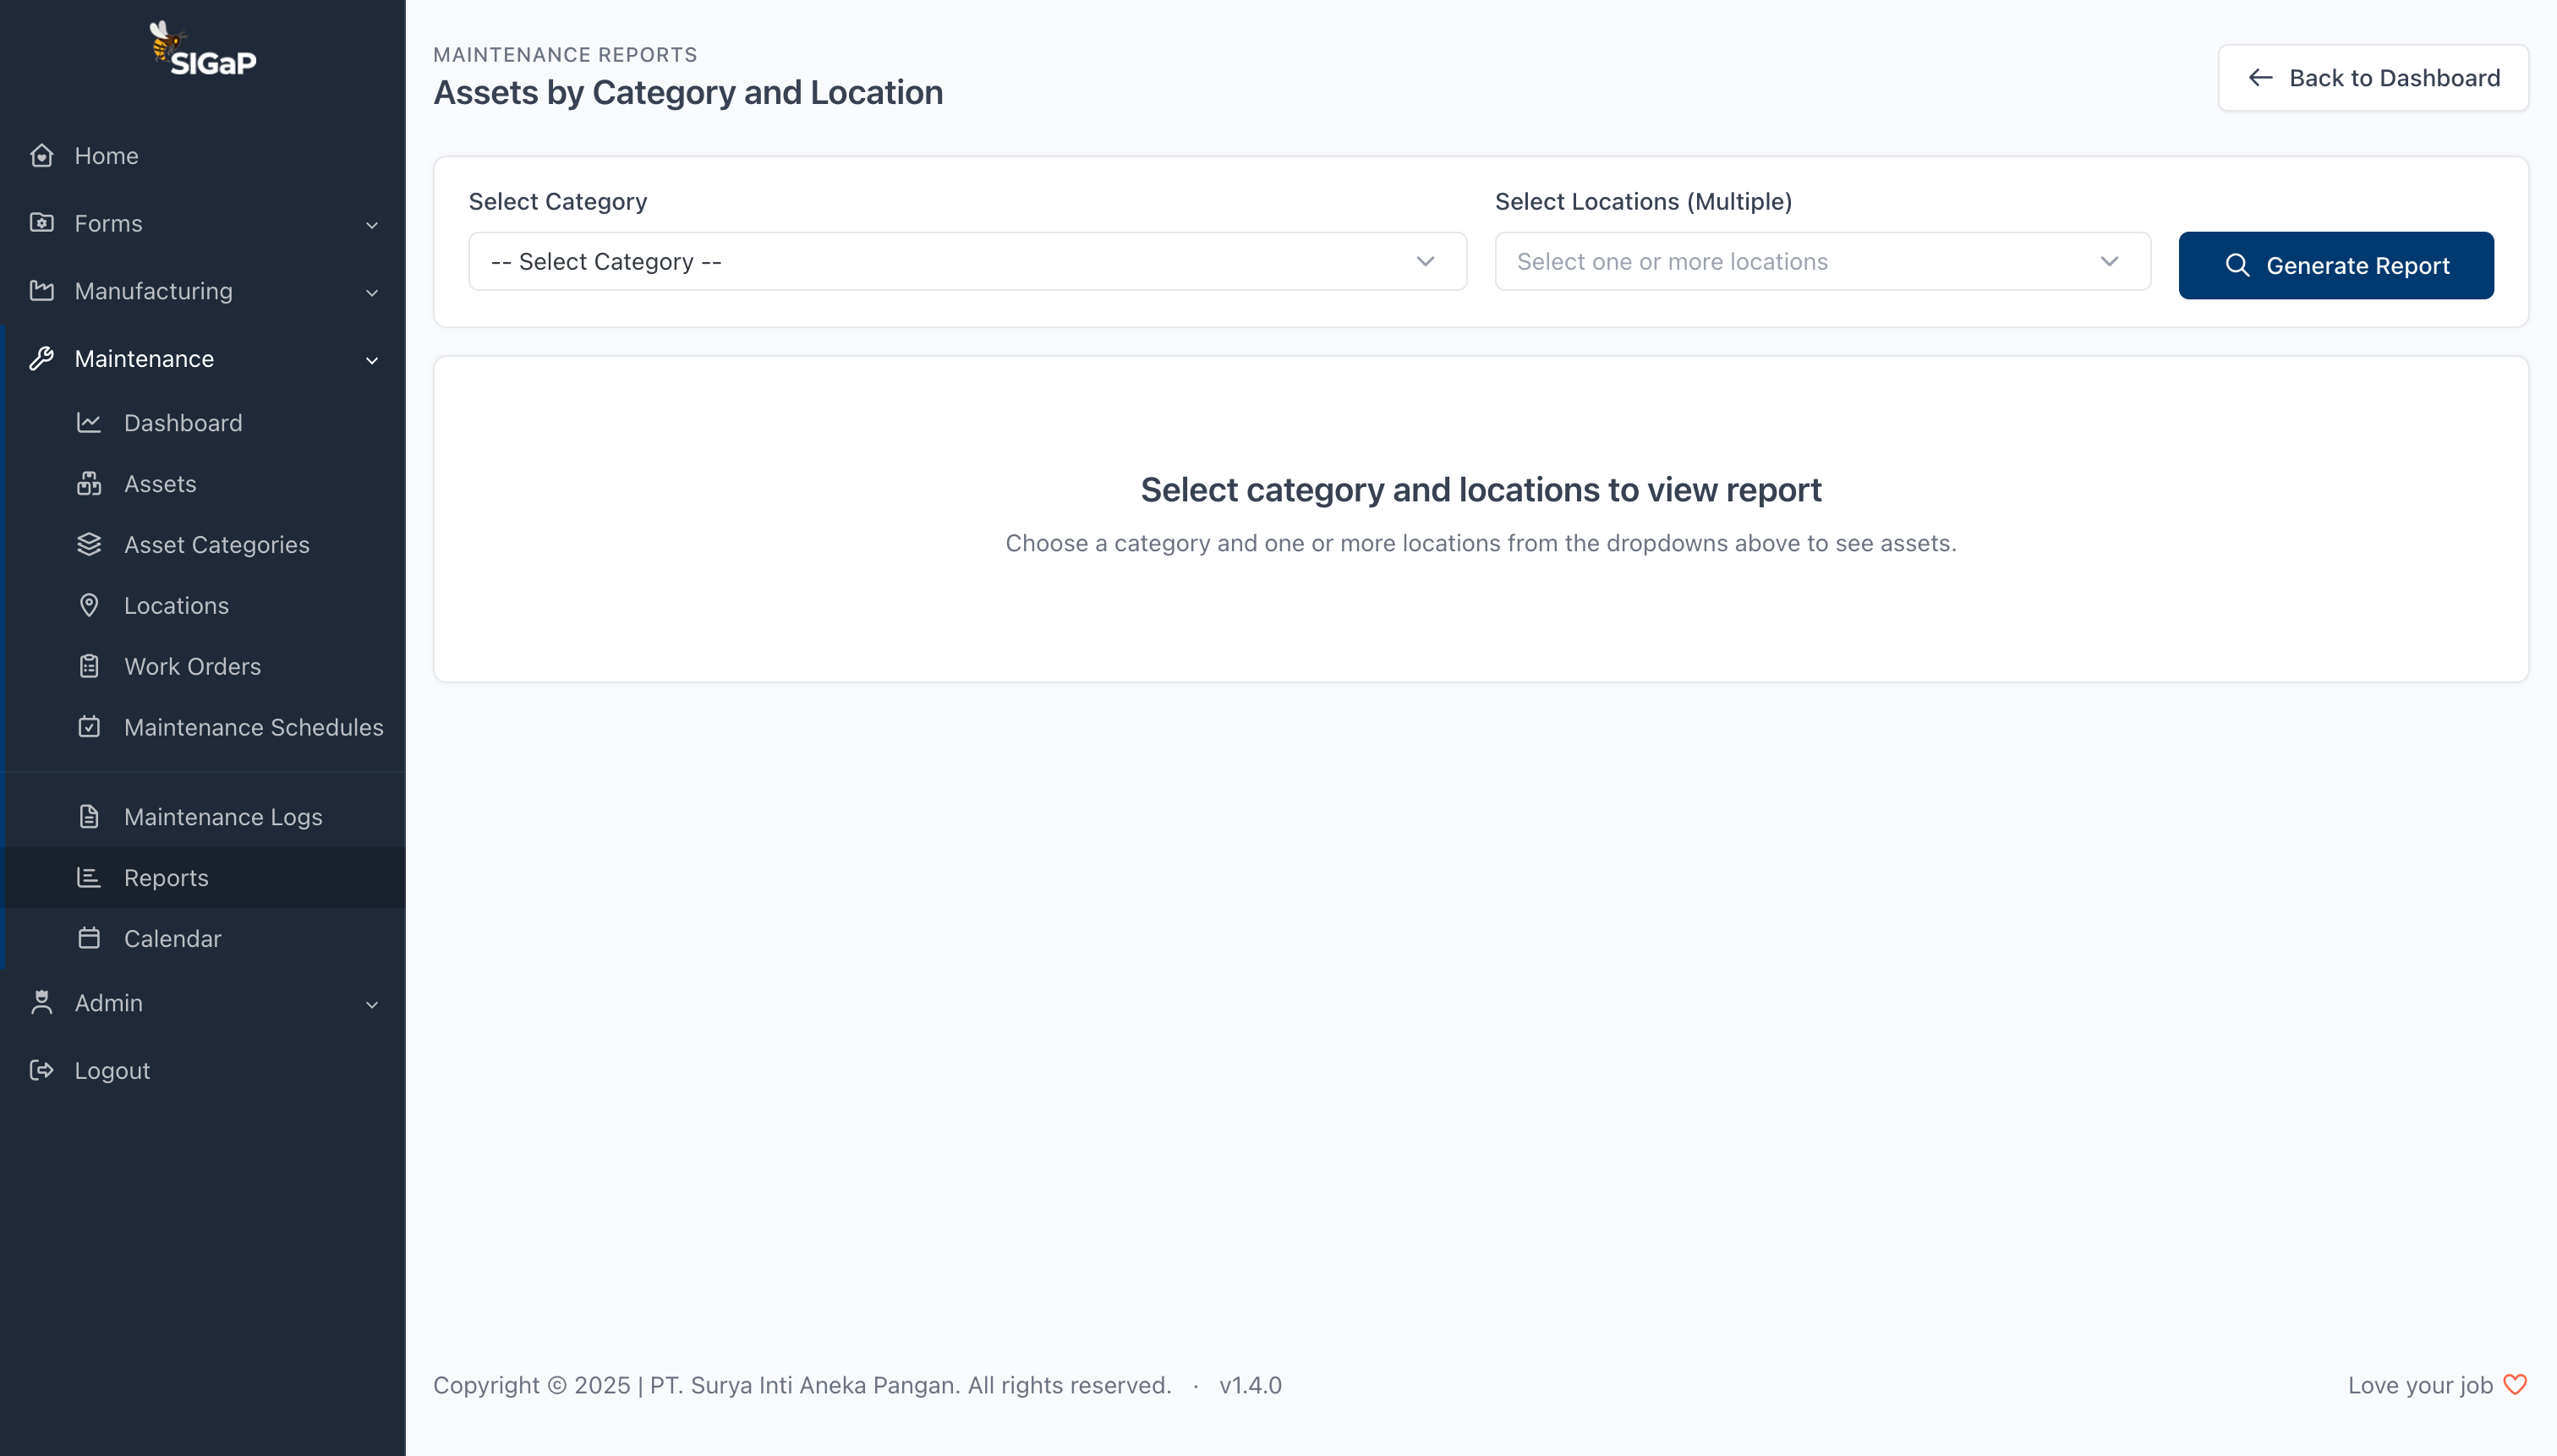 SIGaP
Home
Forms
Manufacturing
Maintenance
Dashboard
Assets
Asset Categories
Locations
Work Orders
Maintenance Schedules
Maintenance Logs
Reports
Calendar
Admin
Logout
MAINTENANCE REPORTS
Assets by Category and Location
Back to Dashboard
Select Category
-- Select Category --
Select Locations (Multiple)
Select one or more locations
Generate Report
Select category and locations to view report
Choose a category and one or more locations from the dropdowns above to see assets.
Copyright © 2025 | PT. Surya Inti Aneka Pangan. All rights reserved. · v1.4.0
Love your job